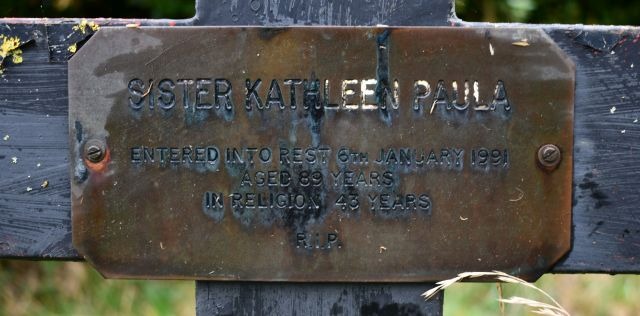 SISTER KATHLEEN PAULA
ENTERED INTO REST 6TH JANUARY 1991
AGED 89 YEARS
IN RELIGION 43 YEARS
R.I.P.